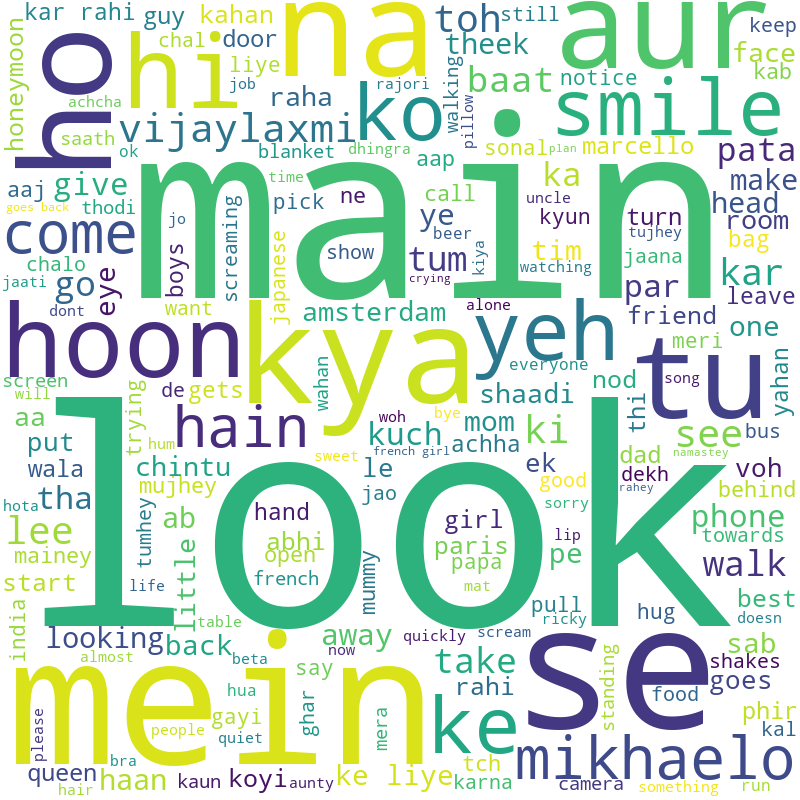 kar rahi guy kahan na toh still aur keep
honeymoon chal door theek face
ho hi liye baat notice kab
achcha job raha ko rajori walking pillow smile
saath vijaylaxmi
ok blanket dhingra aap sonal plan marcello pata
aaj give time ka make
goes back thodi jo pick ne call ye uncle kyun turn head
come boys screaming show beer tum kiya tim tujhey room bag
chalo main watching jaana
jaati go eye japanese crying par kar
dont want amsterdam alone friend leave
hoon kya yeh one
everyone meri
screen wahan song yahan
will trying de gets shaadi nod tu
aa hain woh bye mom thi see bus
put kuch ki
sweet achha dad
wala chintu hum french girl ek namastey
tha mujhey le good dekh voh
hota jao rahey behind
lee tumhey ab hand girl sorry phone
mainey abhi lip towards
open paris pe
start little french papa walk
life mummy mat best
look pull hug doesn
india table ricky
looking back away quickly scream sab
almost now shakes
beta say take se goes
mein hua rahi standing food
ghar mera phir
please gayi ke kal
people quiet
bra tch mikhaelo
queen haan kaun koyi aunty ke liye karna camera something run
hair